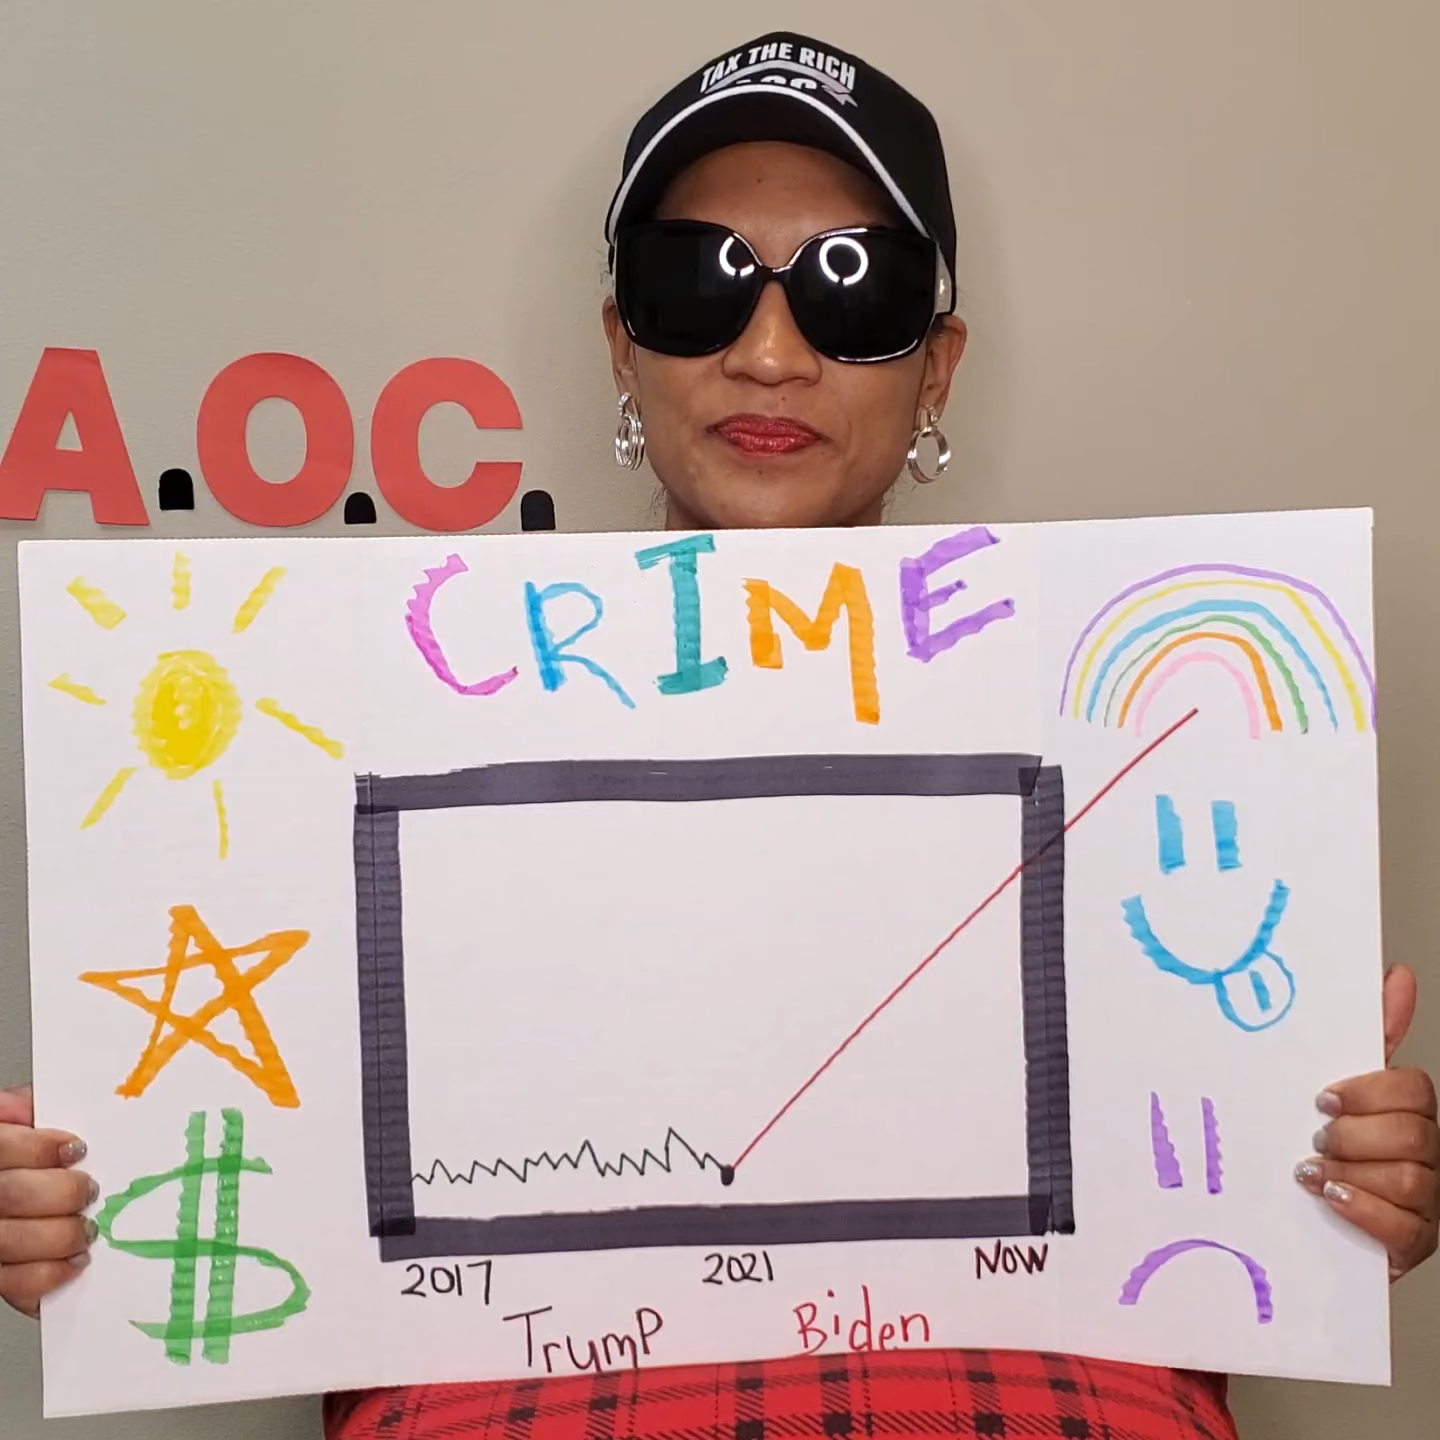 TAX THE RICH
A.O.C.
CRIME
2017 2021 NOW
Trump Biden